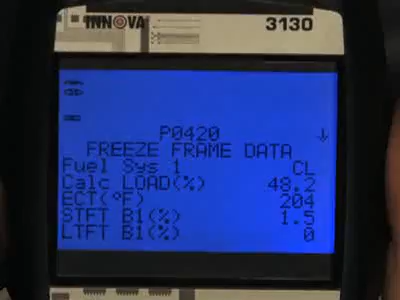 INNOVA 3130
P0420
FREEZE FRAME DATA
Fuel Sys 1 CL
Calc LOAD(%) 48.2
ECT(°F) 204
STFT B1(%) 1.5
LTFT B1(%) 0